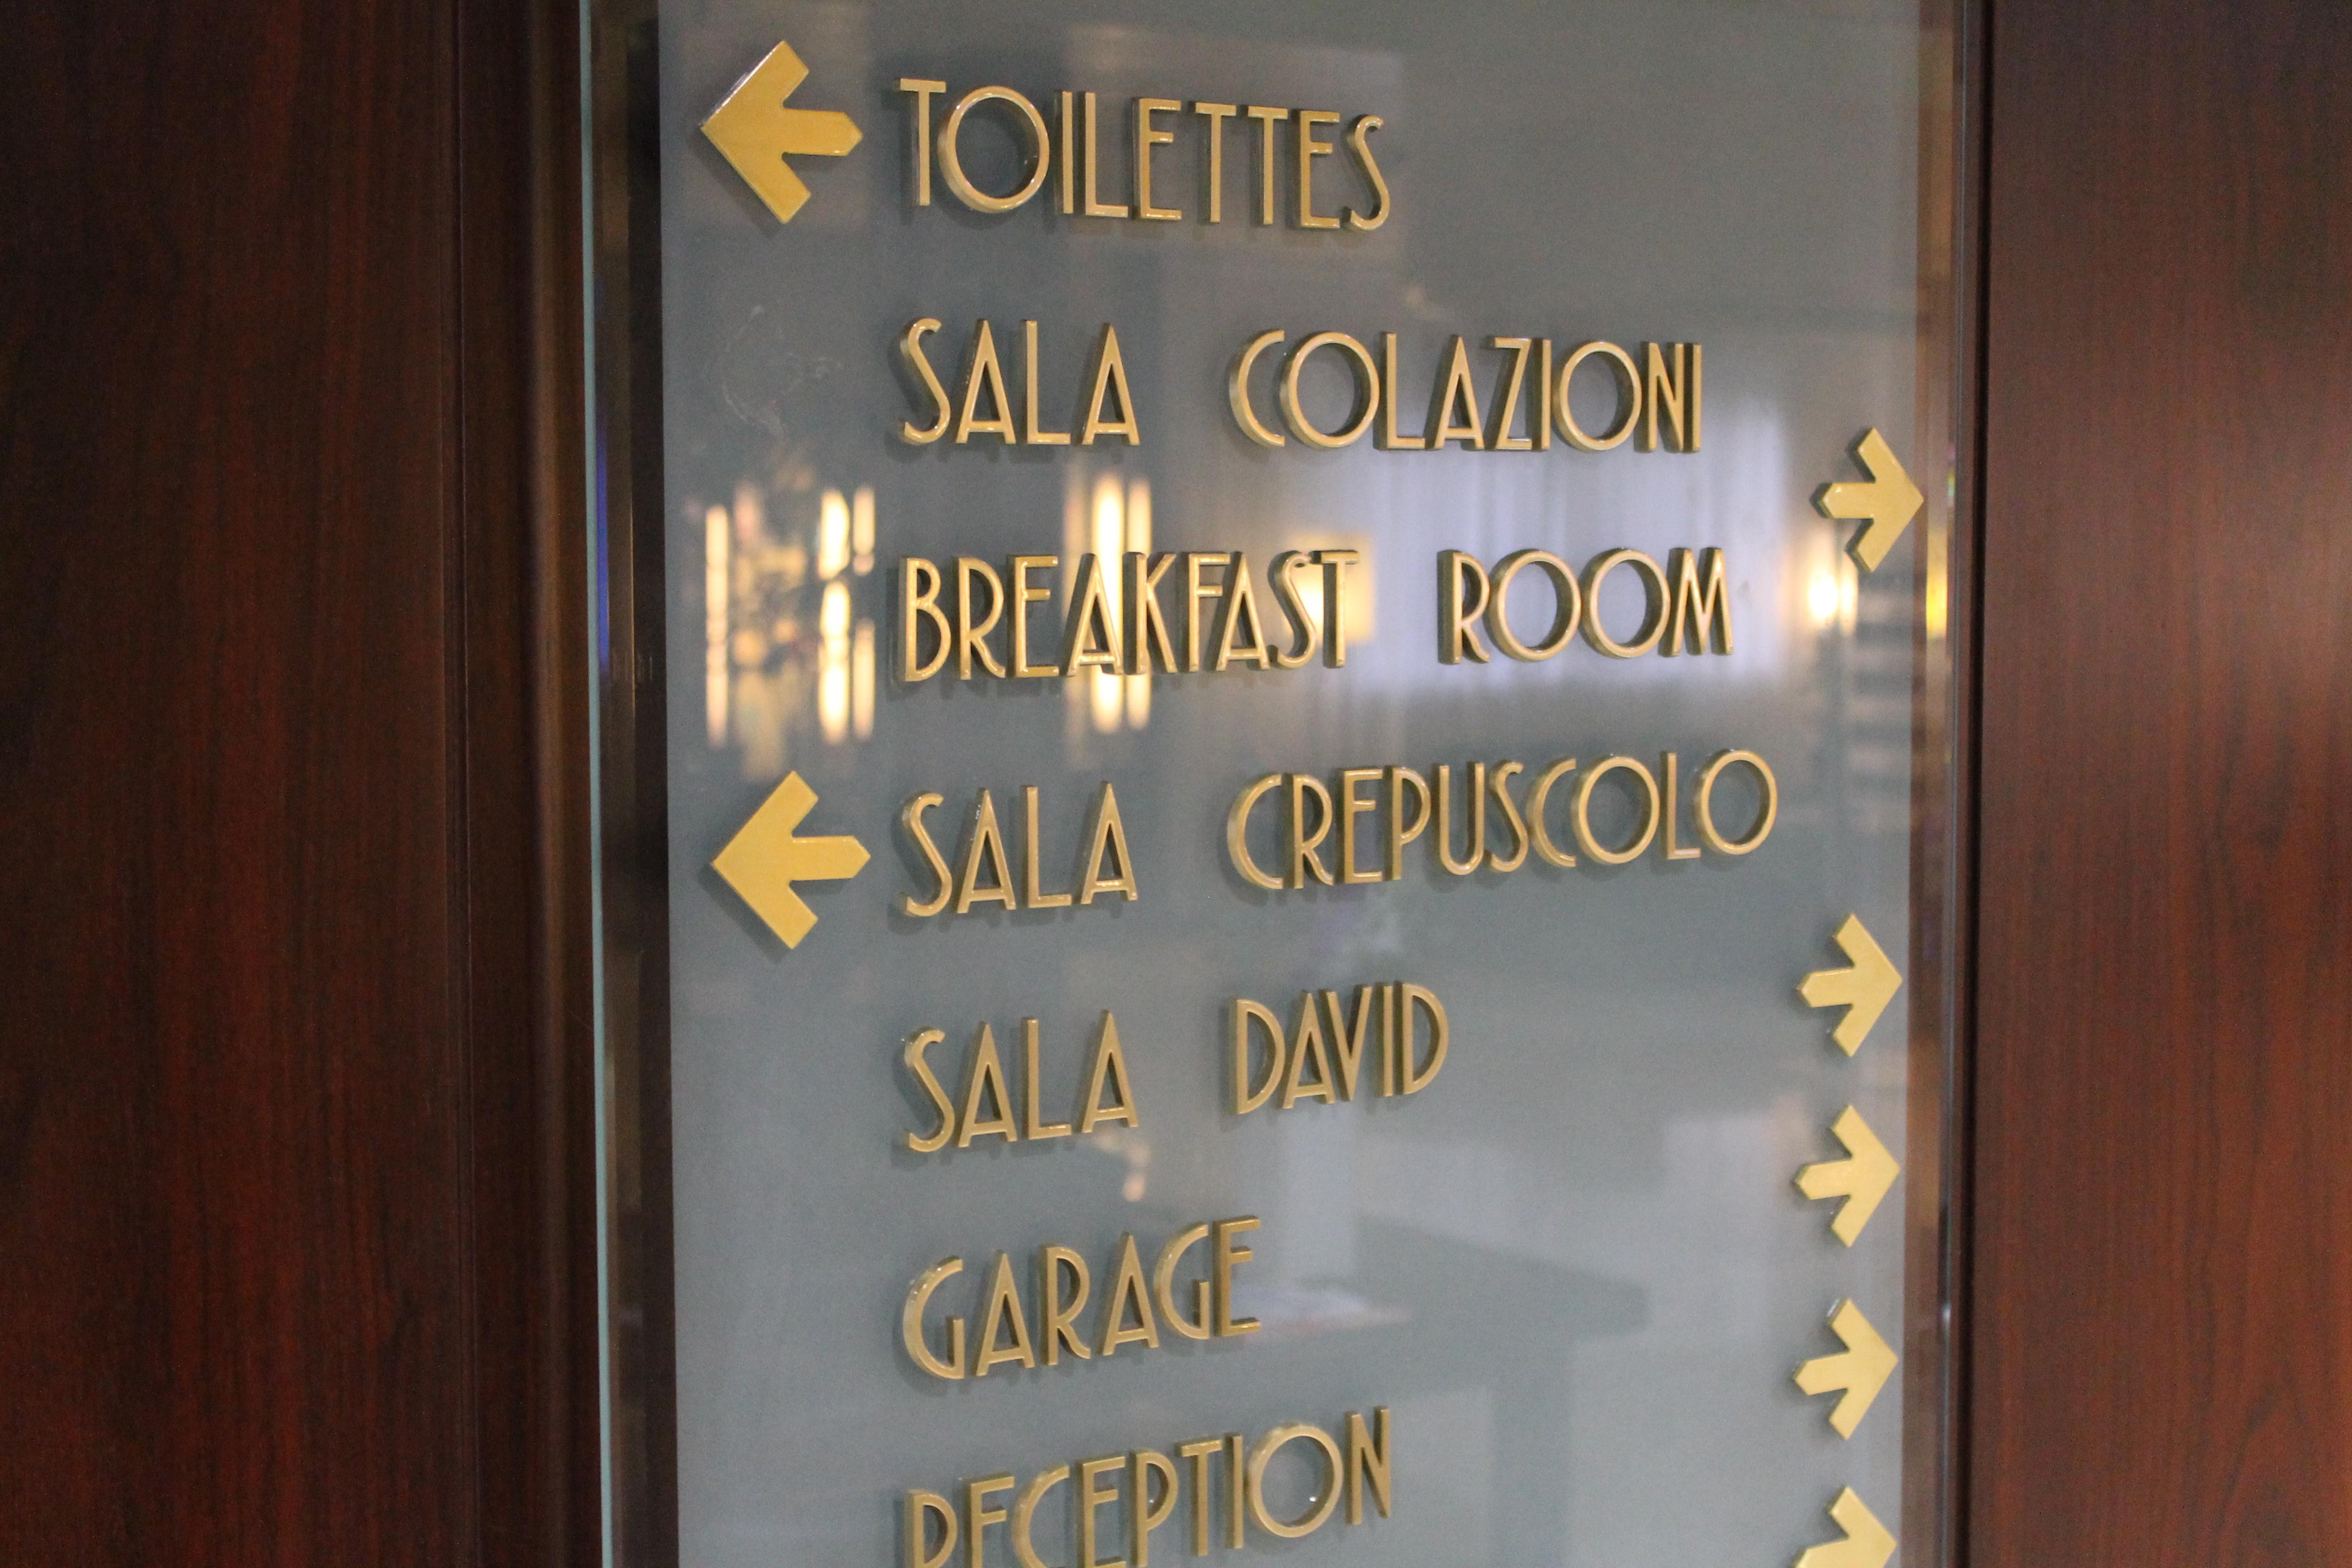 TOILETTES
SALA COLAZIONI
BREAKFAST ROOM
SALA CREPUSCOLO
SALA DAVID
GARAGE
RECEPTION